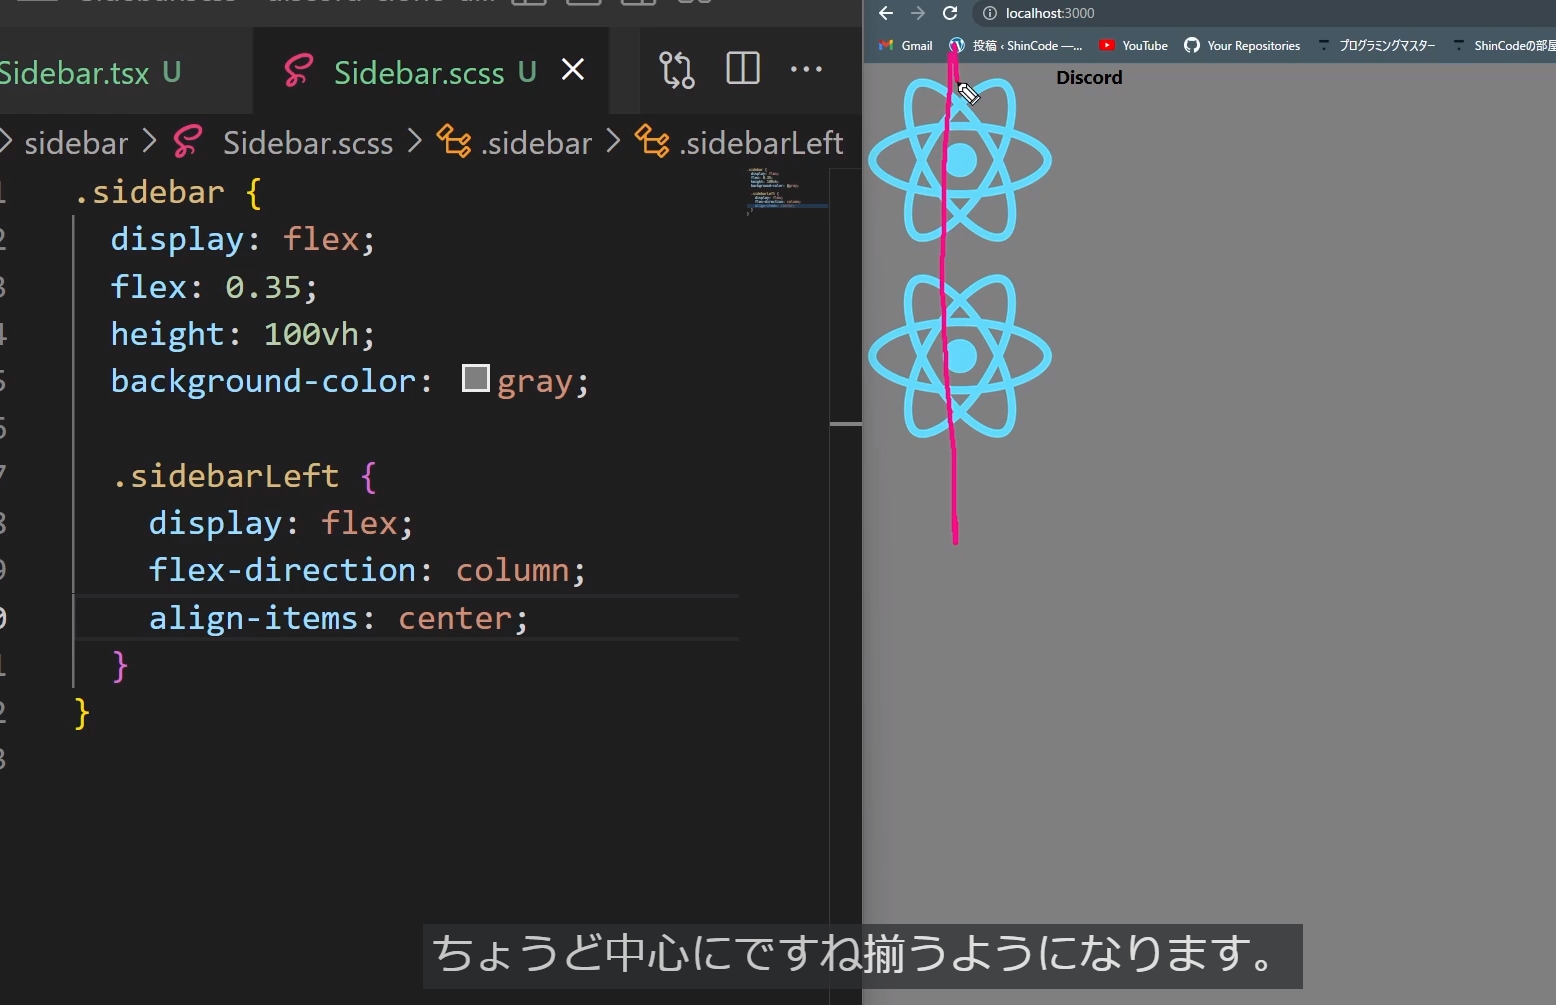 Sidebar.tsx U
Sidebar.scss U
sidebar > Sidebar.scss > .sidebar > .sidebarLeft
.sidebar {
display: flex;
flex: 0.35;
height: 100vh;
background-color: gray;
.sidebarLeft {
display: flex;
flex-direction: column;
align-items: center;
}
}
localhost:3000
Gmail
投稿 ‹ ShinCode —...
YouTube
Your Repositories
プログラミングマスター
ShinCodeの部屋
Discord
ちょうど中心にですね揃うようになります。